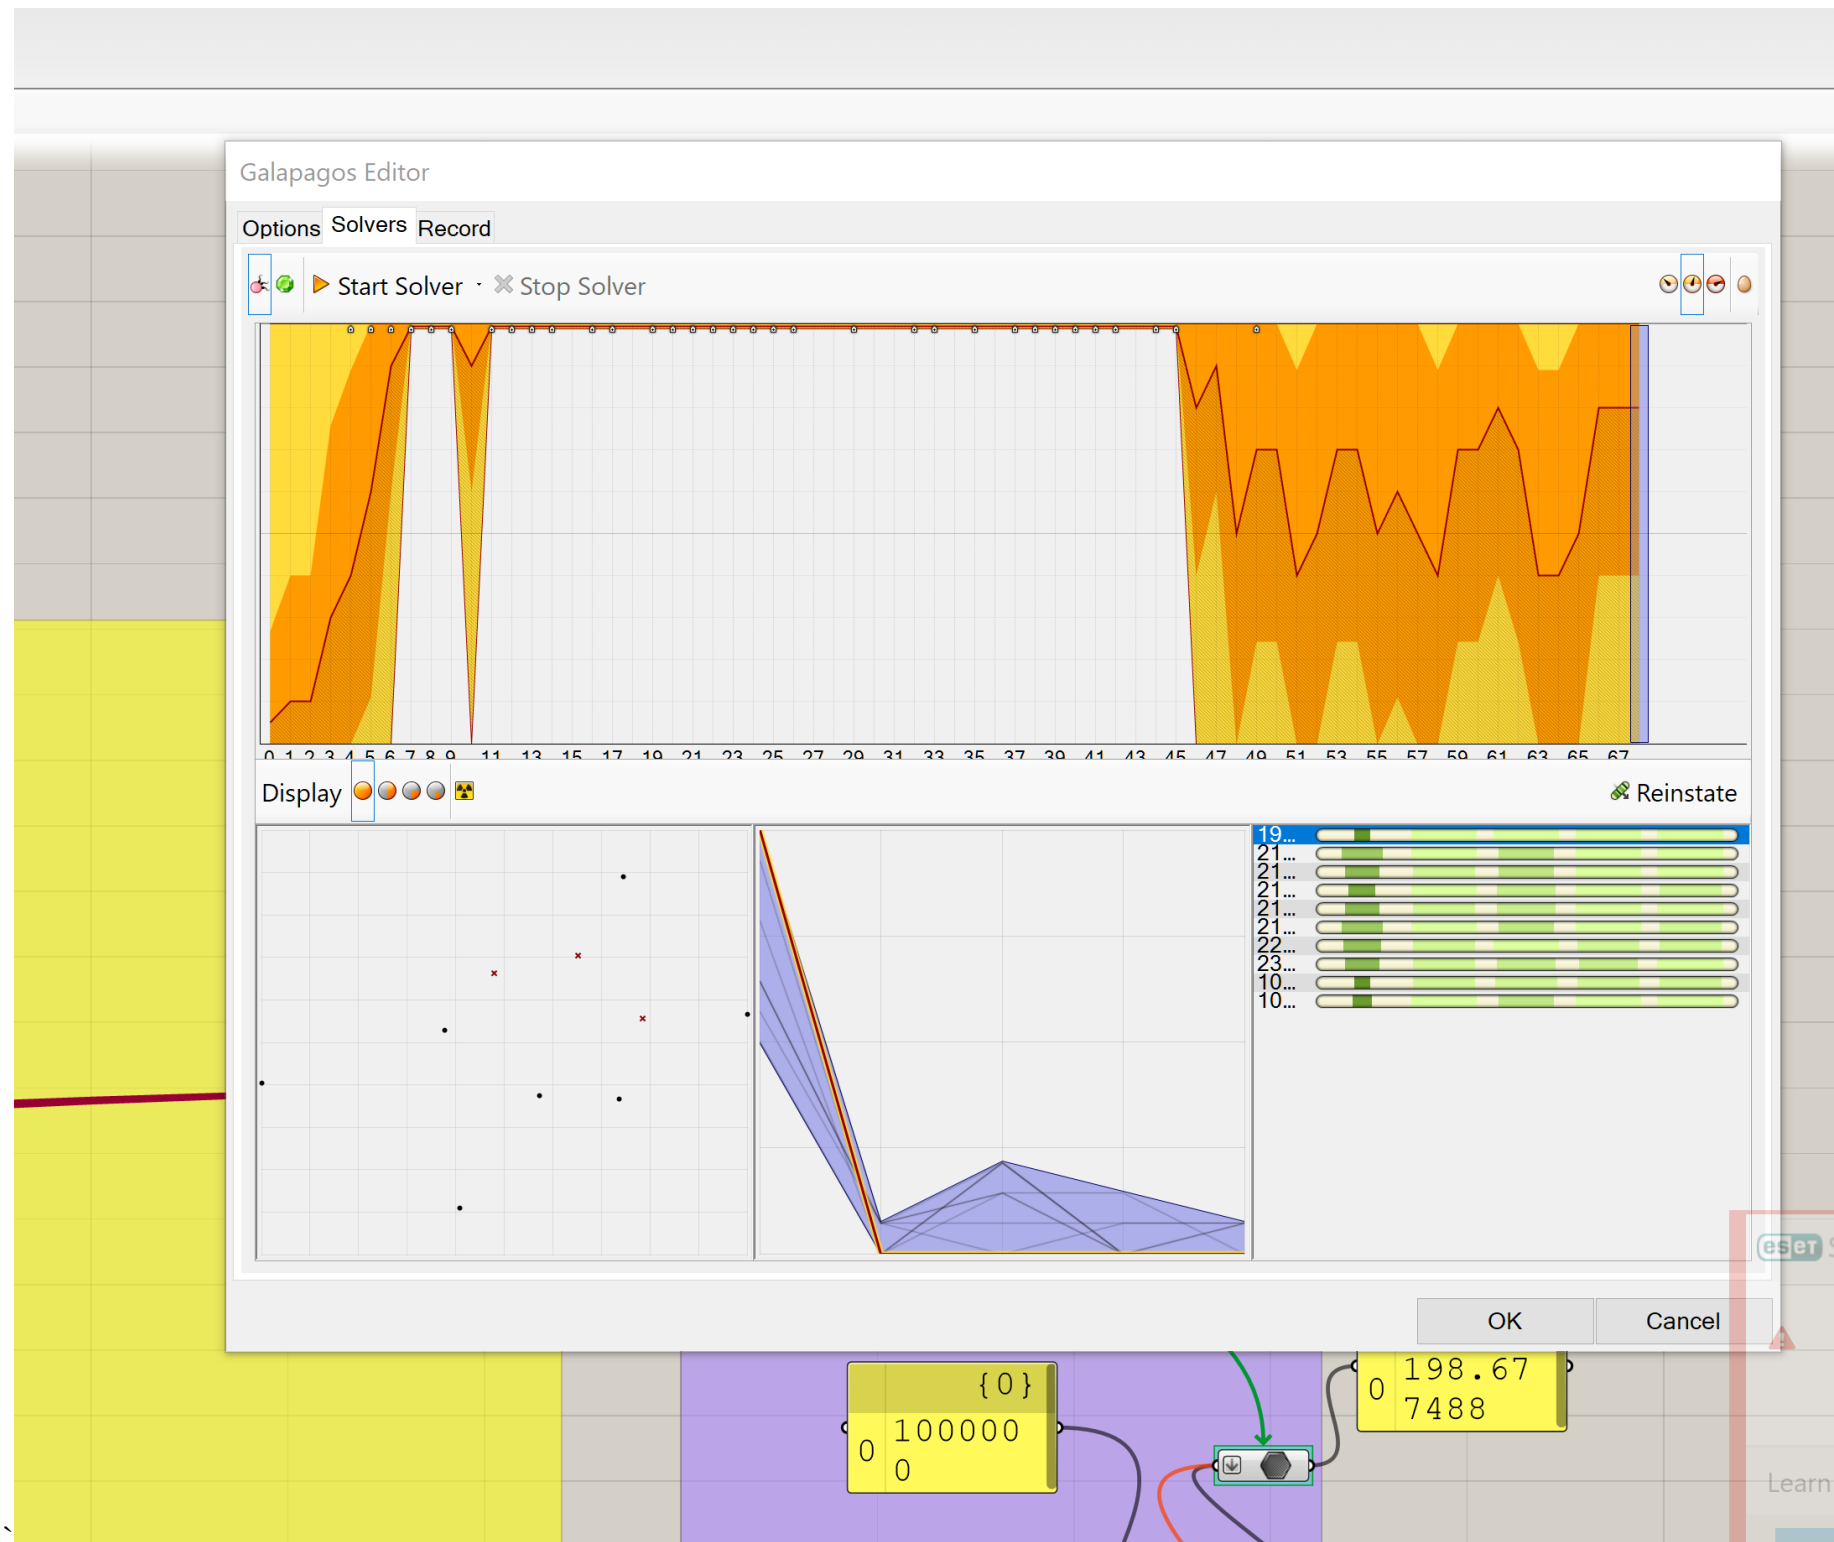 Galapagos Editor
Options Solvers Record
Start Solver Stop Solver
0 1 2 3 4 5 6 7 8 9 11 13 15 17 19 21 23 25 27 29 31 33 35 37 39 41 43 45 47 49 51 53 55 57 59 61 63 65 67
Display Reinstate
19...
21...
21...
21...
21...
21...
22...
23...
10...
10...
eseT S
OK Cancel
{0}
0 100000
0
0 198.67
7488
Learn